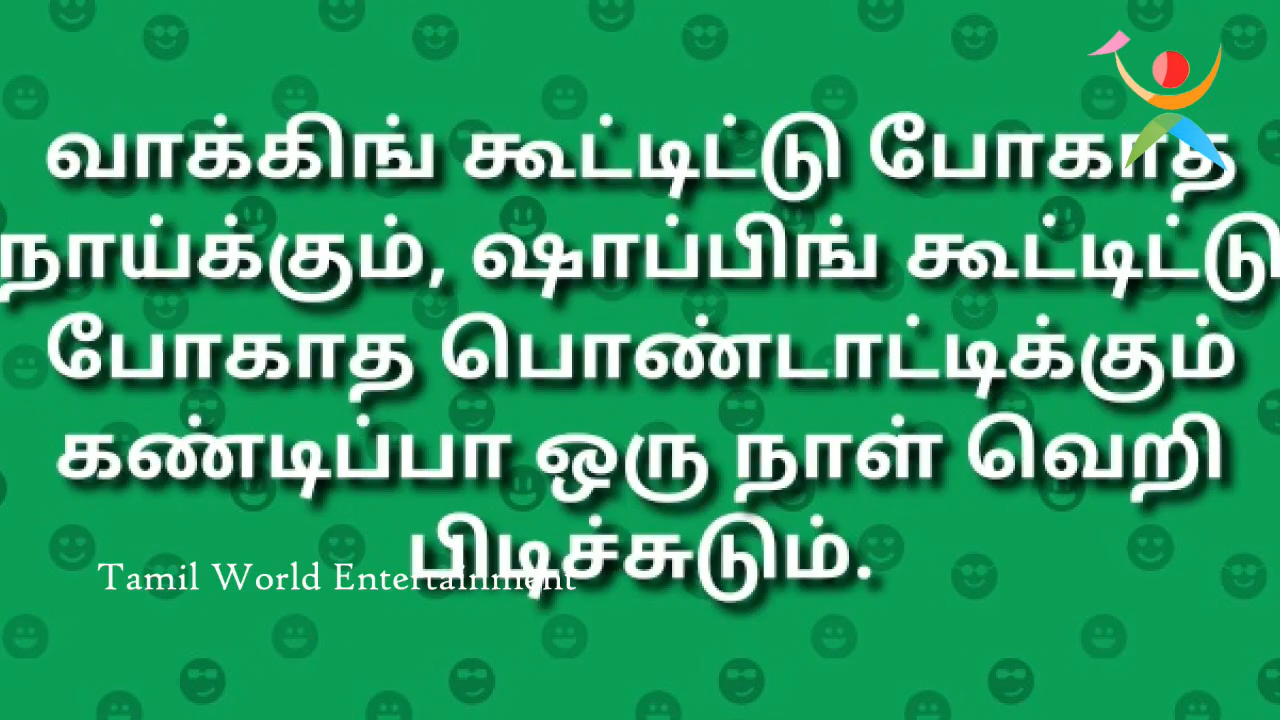 வாக்கிங் கூட்டிட்டு போகாத
நாய்க்கும், ஷாப்பிங் கூட்டிட்டு
போகாத பொண்டாட்டிக்கும்
கண்டிப்பா ஒரு நாள் வெறி
பிடிச்சுடும்.
Tamil World Entertainment